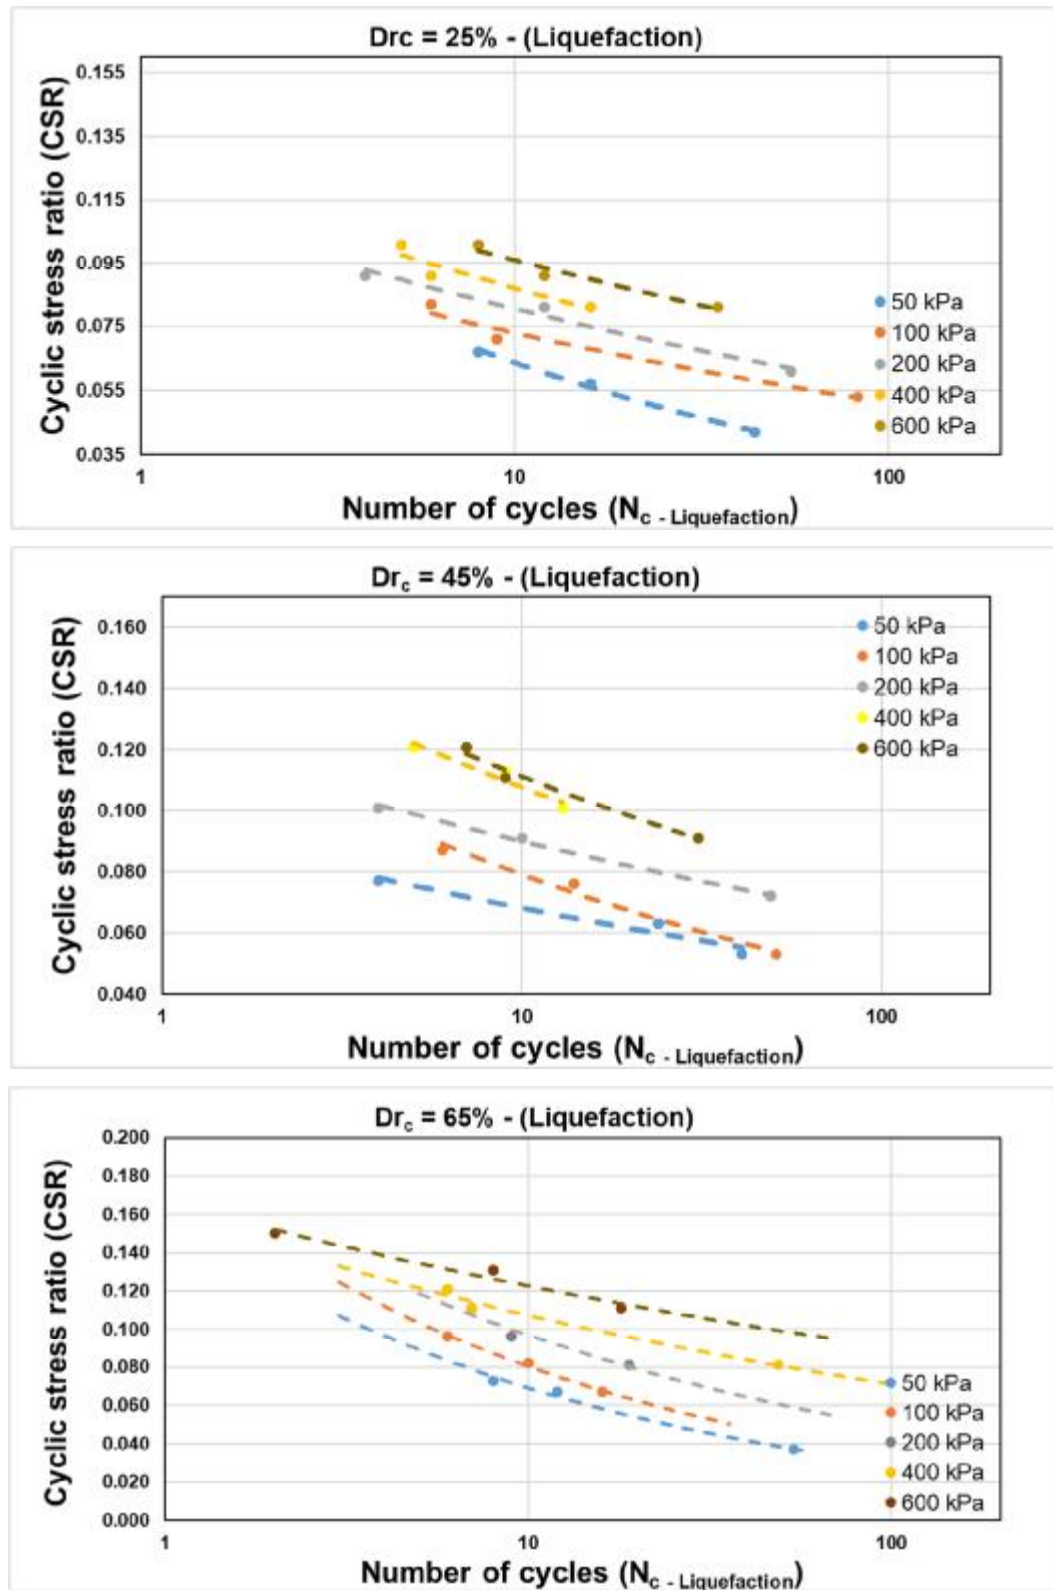 Drc = 25% - (Liquefaction)
Cyclic stress ratio (CSR)
0.155
0.135
0.115
0.095
0.075
0.055
0.035
1
10
100
50 kPa
100 kPa
200 kPa
400 kPa
600 kPa
Number of cycles (Nc - Liquefaction)
Drc = 45% - (Liquefaction)
Cyclic stress ratio (CSR)
0.160
0.140
0.120
0.100
0.080
0.060
0.040
1
10
100
50 kPa
100 kPa
200 kPa
400 kPa
600 kPa
Number of cycles (Nc - Liquefaction)
Drc = 65% - (Liquefaction)
Cyclic stress ratio (CSR)
0.200
0.180
0.160
0.140
0.120
0.100
0.080
0.060
0.040
0.020
0.000
1
10
100
50 kPa
100 kPa
200 kPa
400 kPa
600 kPa
Number of cycles (Nc - Liquefaction)